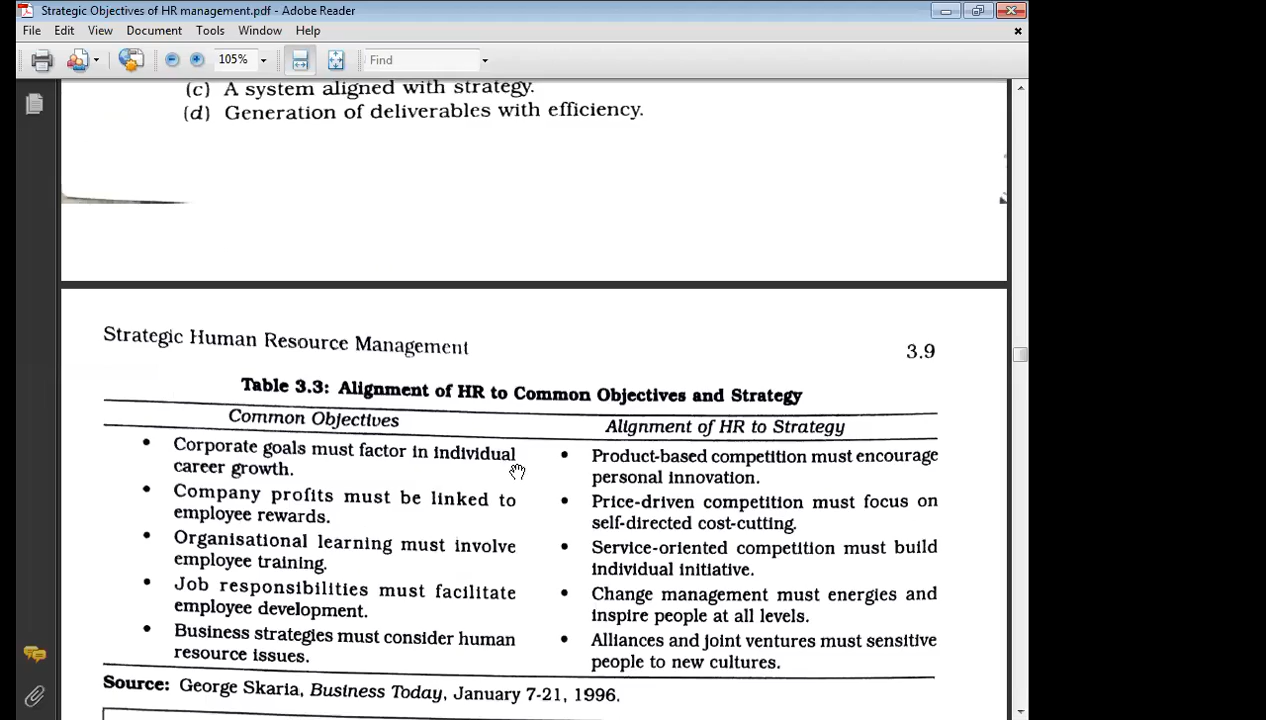 Strategic Objectives of HR management.pdf - Adobe Reader
File Edit View Document Tools Window Help
105% Find
(c) A system aligned with strategy.
(d) Generation of deliverables with efficiency.
Strategic Human Resource Management
3.9
Table 3.3: Alignment of HR to Common Objectives and Strategy
Common Objectives
• Corporate goals must factor in individual
career growth.
• Company profits must be linked to
employee rewards.
• Organisational learning must involve
employee training.
• Job responsibilities must facilitate
employee development.
• Business strategies must consider human
resource issues.
Alignment of HR to Strategy
• Product-based competition must encourage
personal innovation.
• Price-driven competition must focus on
self-directed cost-cutting.
• Service-oriented competition must build
individual initiative.
• Change management must energies and
inspire people at all levels.
• Alliances and joint ventures must sensitive
people to new cultures.
Source: George Skaria, Business Today, January 7-21, 1996.